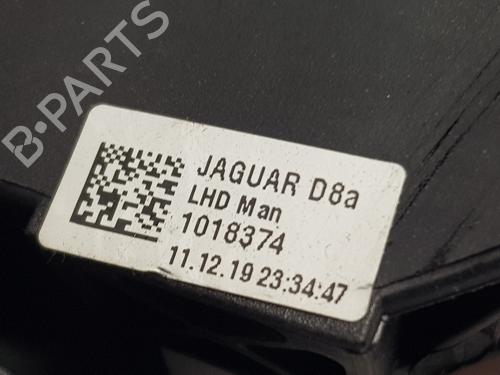 B-PARTS
JAGUAR D8a
LHD Man
1018374
11.12.19 23:34:47